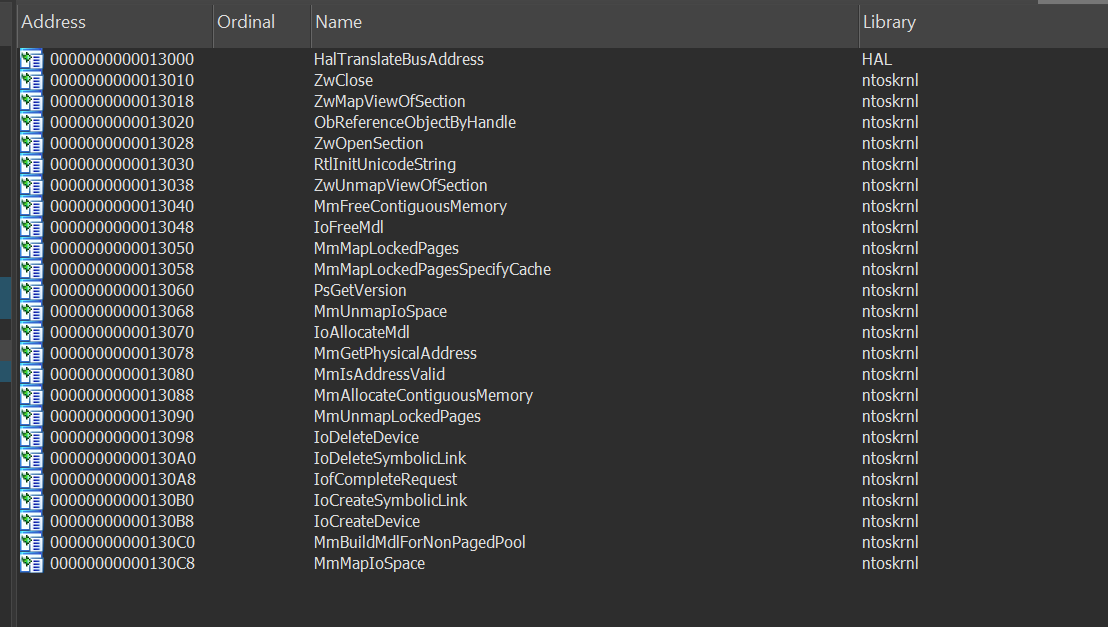 Address Ordinal Name Library
0000000000013000 HalTranslateBusAddress HAL
0000000000013010 ZwClose ntoskrnl
0000000000013018 ZwMapViewOfSection ntoskrnl
0000000000013020 ObReferenceObjectByHandle ntoskrnl
0000000000013028 ZwOpenSection ntoskrnl
0000000000013030 RtlInitUnicodeString ntoskrnl
0000000000013038 ZwUnmapViewOfSection ntoskrnl
0000000000013040 MmFreeContiguousMemory ntoskrnl
0000000000013048 IoFreeMdl ntoskrnl
0000000000013050 MmMapLockedPages ntoskrnl
0000000000013058 MmMapLockedPagesSpecifyCache ntoskrnl
0000000000013060 PsGetVersion ntoskrnl
0000000000013068 MmUnmapIoSpace ntoskrnl
0000000000013070 IoAllocateMdl ntoskrnl
0000000000013078 MmGetPhysicalAddress ntoskrnl
0000000000013080 MmIsAddressValid ntoskrnl
0000000000013088 MmAllocateContiguousMemory ntoskrnl
0000000000013090 MmUnmapLockedPages ntoskrnl
0000000000013098 IoDeleteDevice ntoskrnl
00000000000130A0 IoDeleteSymbolicLink ntoskrnl
00000000000130A8 IofCompleteRequest ntoskrnl
00000000000130B0 IoCreateSymbolicLink ntoskrnl
00000000000130B8 IoCreateDevice ntoskrnl
00000000000130C0 MmBuildMdlForNonPagedPool ntoskrnl
00000000000130C8 MmMapIoSpace ntoskrnl